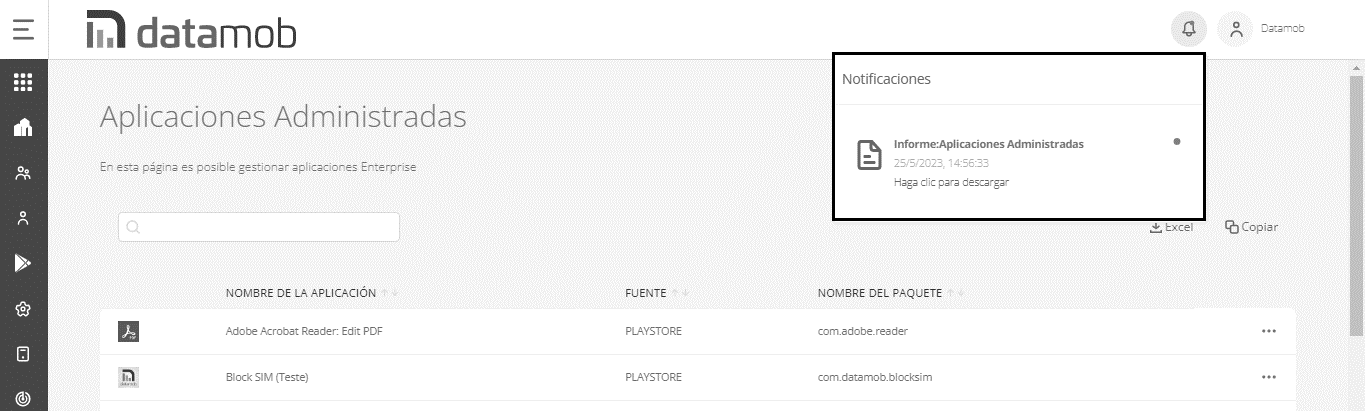 datamob
Datamob
Notificaciones
Informe:Aplicaciones Administradas
25/5/2023, 14:56:33
Haga clic para descargar
Aplicaciones Administradas
En esta página es posible gestionar aplicaciones Enterprise
Excel
Copiar
NOMBRE DE LA APLICACIÓN ↑↓ FUENTE ↑↓ NOMBRE DEL PAQUETE ↑↓
Adobe Acrobat Reader: Edit PDF PLAYSTORE com.adobe.reader
datamob
Block SIM (Teste) PLAYSTORE com.datamob.blocksim